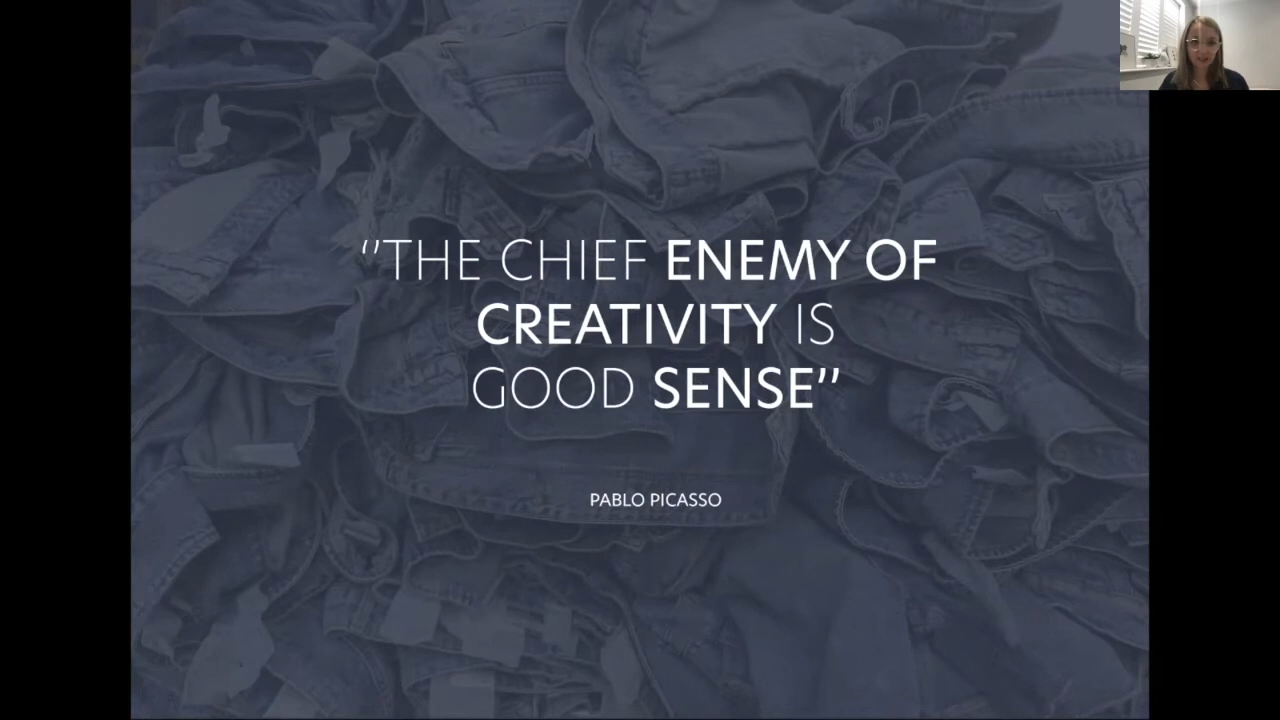 "THE CHIEF ENEMY OF
CREATIVITY IS
GOOD SENSE"
PABLO PICASSO